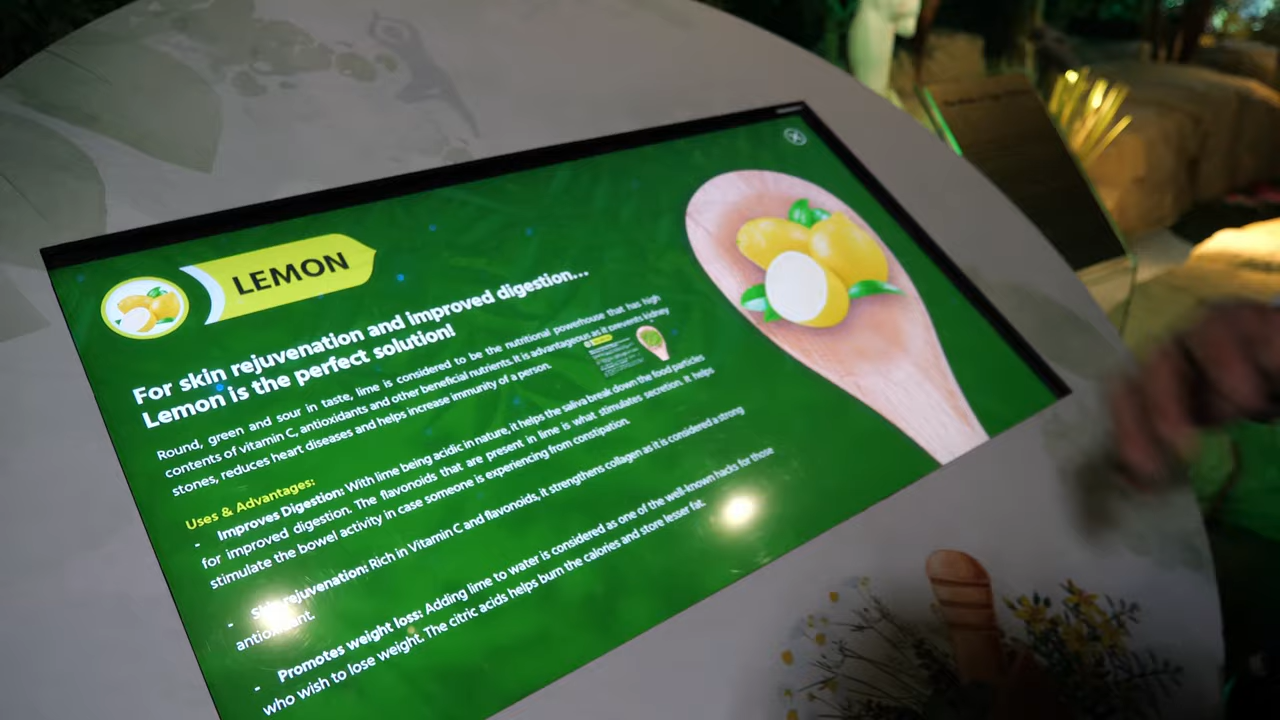 LEMON
For skin rejuvenation and improved digestion...
Lemon is the perfect solution!
Round, green and sour in taste, lime is considered to be the nutritional powerhouse that has high
contents of vitamin C, antioxidants and other beneficial nutrients. It is advantageous as it prevents kidney
stones, reduces heart diseases and helps increase immunity of a person.
Uses & Advantages:
- Improves Digestion: With lime being acidic in nature, it helps the saliva break down the food particles
for improved digestion. The flavonoids that are present in lime is what stimulates secretion. It helps
stimulate the bowel activity in case someone is experiencing from constipation.
- Skin rejuvenation: Rich in Vitamin C and flavonoids, it strengthens collagen as it is considered a strong
antioxidant.
- Promotes weight loss: Adding lime to water is considered as one of the well-known hacks for those
who wish to lose weight. The citric acids helps burn the calories and store lesser fat.